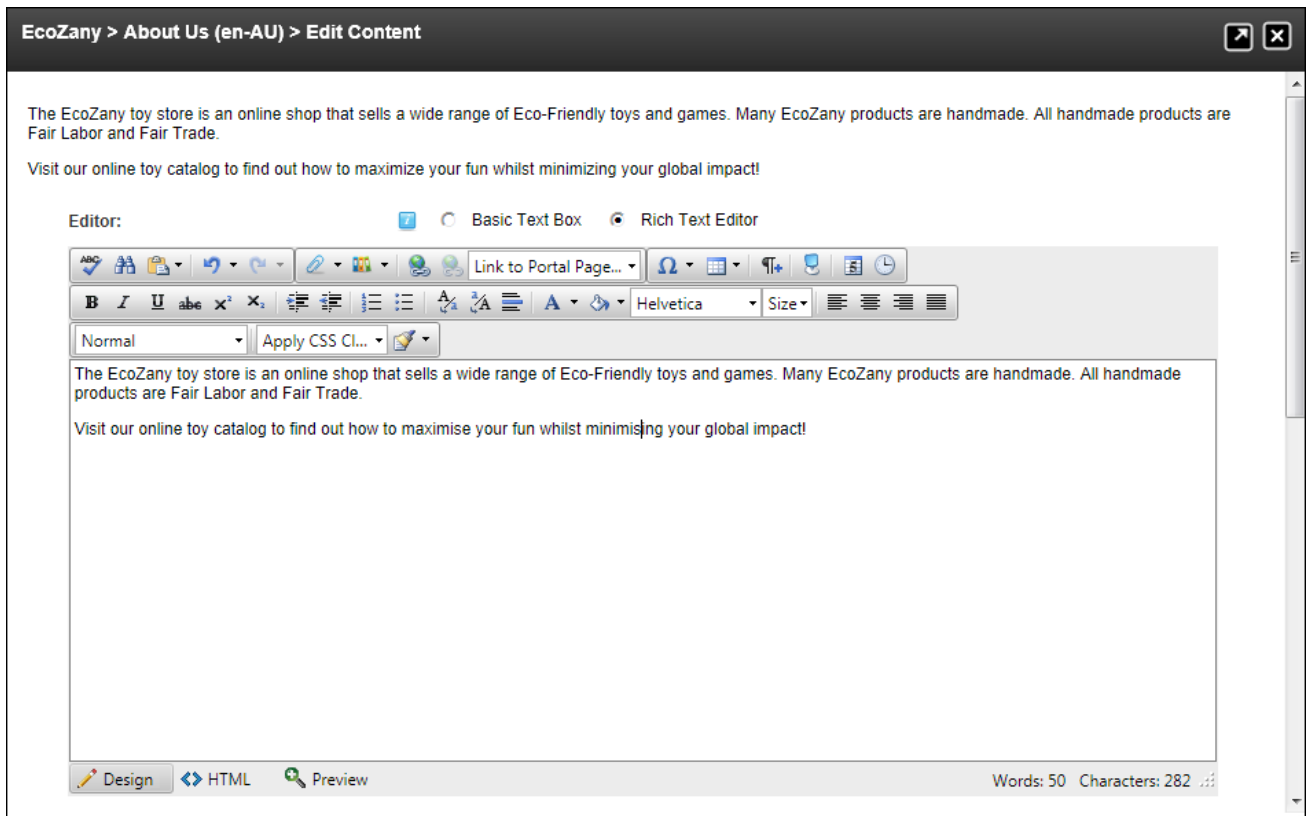 EcoZany > About Us (en-AU) > Edit Content
The EcoZany toy store is an online shop that sells a wide range of Eco-Friendly toys and games. Many EcoZany products are handmade. All handmade products are
Fair Labor and Fair Trade.
Visit our online toy catalog to find out how to maximize your fun whilst minimizing your global impact!
Editor: Basic Text Box Rich Text Editor
ABC Link to Portal Page... Ω
B I U abc x² X₂ A Helvetica Size
Normal Apply CSS Cl...
The EcoZany toy store is an online shop that sells a wide range of Eco-Friendly toys and games. Many EcoZany products are handmade. All handmade
products are Fair Labor and Fair Trade.
Visit our online toy catalog to find out how to maximise your fun whilst minimising your global impact!
Design HTML Preview Words: 50 Characters: 282